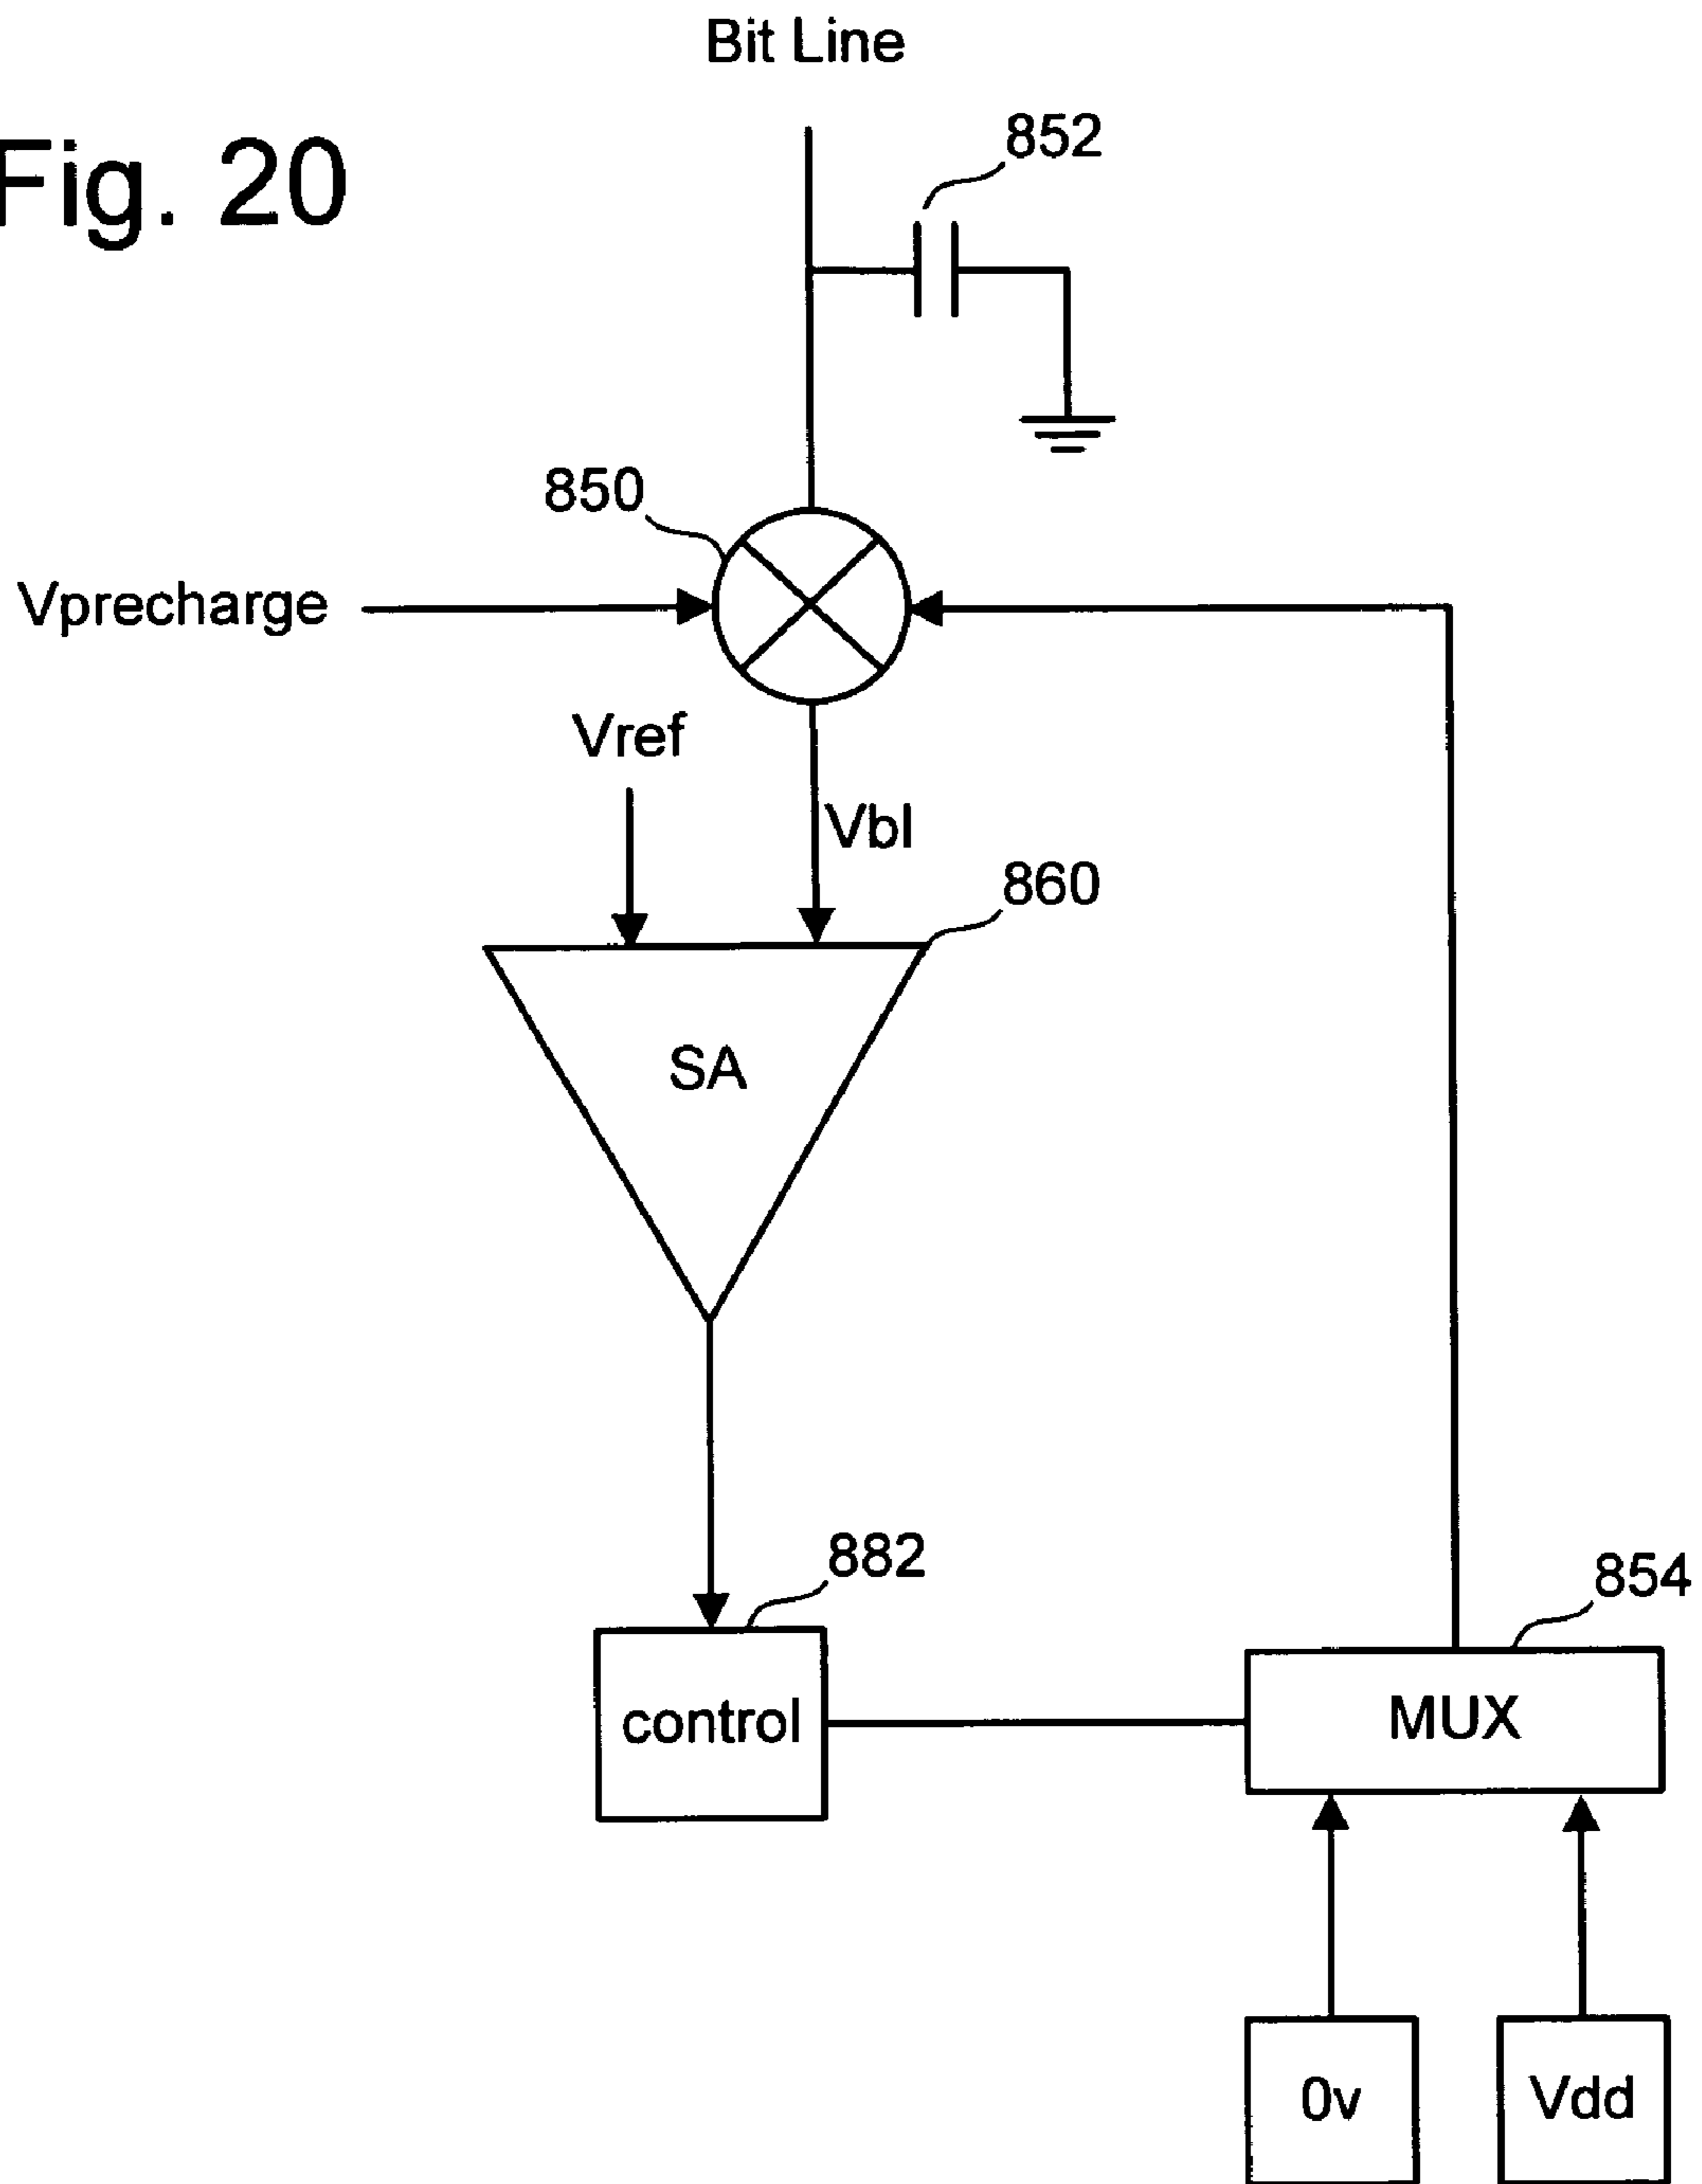 Bit Line
Fig. 20
852
850
Vprecharge
Vref
Vbl
860
SA
882
854
control
MUX
0v
Vdd